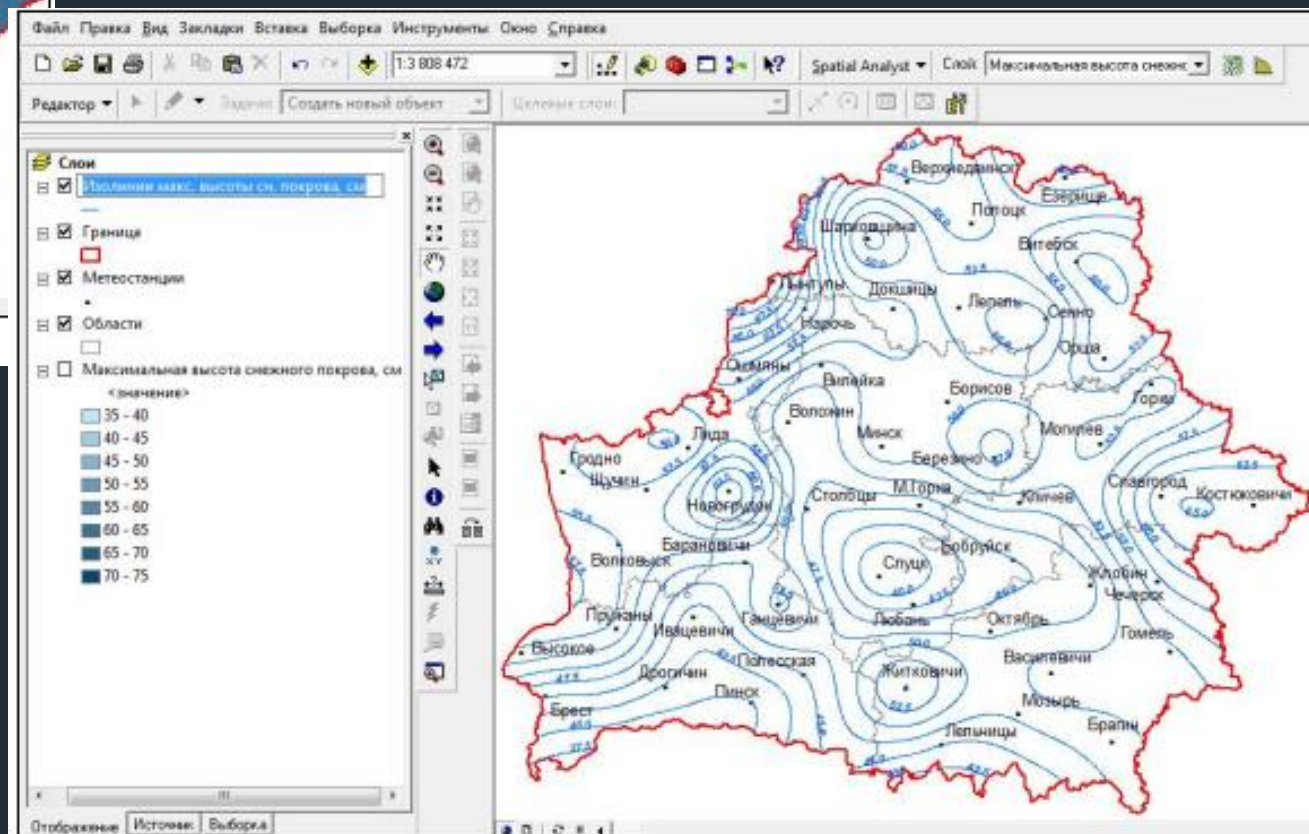 Файл Правка Вид Закладки Вставка Выборка Инструменты Окно Справка
1:3 808 472 Spatial Analyst Слой: Максимальная высота снежн
Редактор Задача: Создать новый объект Целевые слои:
Слои
Изолинии макс. высоты сн. покрова, см
Граница
Метеостанции
Области
Максимальная высота снежного покрова, см
<значение>
35 - 40
40 - 45
45 - 50
50 - 55
55 - 60
60 - 65
65 - 70
70 - 75
Отображение Источник Выборка
Верхнедвинск
Езерище
Полоцк
Шарковщина
Витебск
Лынтупы
Докшицы
Лепель
Сенно
Нарочь
Орша
Ошмяны
Вилейка
Борисов
Горки
Воложин
Минск
Могилев
Лида
Березино
Гродно
Щучин
Славгород
Костюковичи
Новогрудок
Столбцы
М.Горка
Кличев
Барановичи
Бобруйск
Волковыск
Слуцк
Жлобин
Чечерск
Пружаны
Ганцевичи
Любань
Октябрь
Ивацевичи
Гомель
Высокое
Василевичи
Полесская
Дрогичин
Житковичи
Пинск
Мозырь
Брест
Лельчицы
Брагин